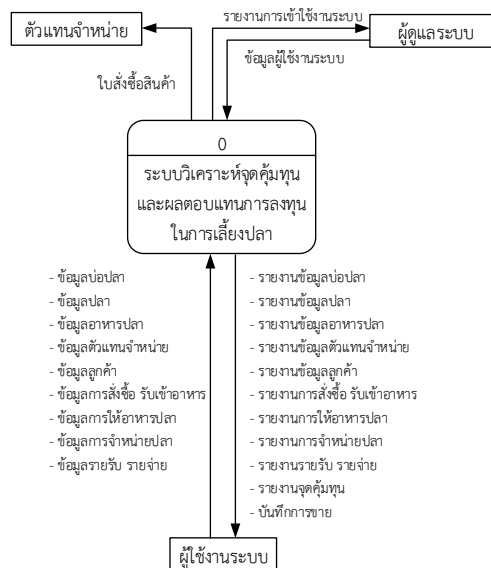 ตัวแทนจำหน่าย
รายงานการเข้าใช้งานระบบ
ผู้ดูแลระบบ
ข้อมูลผู้ใช้งานระบบ
ใบสั่งซื้อสินค้า
0
ระบบวิเคราะห์จุดคุ้มทุน
และผลตอบแทนการลงทุน
ในการเลี้ยงปลา
- ข้อมูลบ่อปลา
- ข้อมูลปลา
- ข้อมูลอาหารปลา
- ข้อมูลตัวแทนจำหน่าย
- ข้อมูลลูกค้า
- ข้อมูลการสั่งซื้อ รับเข้าอาหาร
- ข้อมูลการให้อาหารปลา
- ข้อมูลการจำหน่ายปลา
- ข้อมูลรายรับ รายจ่าย
- รายงานข้อมูลบ่อปลา
- รายงานข้อมูลปลา
- รายงานข้อมูลอาหารปลา
- รายงานข้อมูลตัวแทนจำหน่าย
- รายงานข้อมูลลูกค้า
- รายงานการสั่งซื้อ รับเข้าอาหาร
- รายงานการให้อาหารปลา
- รายงานการจำหน่ายปลา
- รายงานรายรับ รายจ่าย
- รายงานจุดคุ้มทุน
- บันทึกการขาย
ผู้ใช้งานระบบ